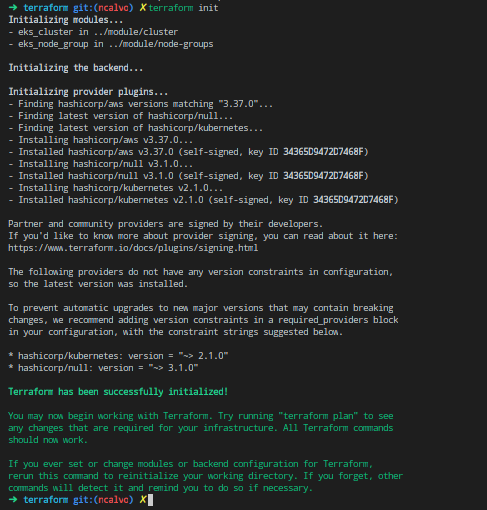 ➜ terraform git:(ncalvo) ✗ terraform init
Initializing modules...
- eks_cluster in ../module/cluster
- eks_node_group in ../module/node-groups
Initializing the backend...
Initializing provider plugins...
- Finding hashicorp/aws versions matching "3.37.0"...
- Finding latest version of hashicorp/null...
- Finding latest version of hashicorp/kubernetes...
- Installing hashicorp/aws v3.37.0...
- Installed hashicorp/aws v3.37.0 (self-signed, key ID 34365D9472D7468F)
- Installing hashicorp/null v3.1.0...
- Installed hashicorp/null v3.1.0 (self-signed, key ID 34365D9472D7468F)
- Installing hashicorp/kubernetes v2.1.0...
- Installed hashicorp/kubernetes v2.1.0 (self-signed, key ID 34365D9472D7468F)
Partner and community providers are signed by their developers.
If you'd like to know more about provider signing, you can read about it here:
https://www.terraform.io/docs/plugins/signing.html
The following providers do not have any version constraints in configuration,
so the latest version was installed.
To prevent automatic upgrades to new major versions that may contain breaking
changes, we recommend adding version constraints in a required_providers block
in your configuration, with the constraint strings suggested below.
* hashicorp/kubernetes: version = "~> 2.1.0"
* hashicorp/null: version = "~> 3.1.0"
Terraform has been successfully initialized!
You may now begin working with Terraform. Try running "terraform plan" to see
any changes that are required for your infrastructure. All Terraform commands
should now work.
If you ever set or change modules or backend configuration for Terraform,
rerun this command to reinitialize your working directory. If you forget, other
commands will detect it and remind you to do so if necessary.
➜ terraform git:(ncalvo) ✗